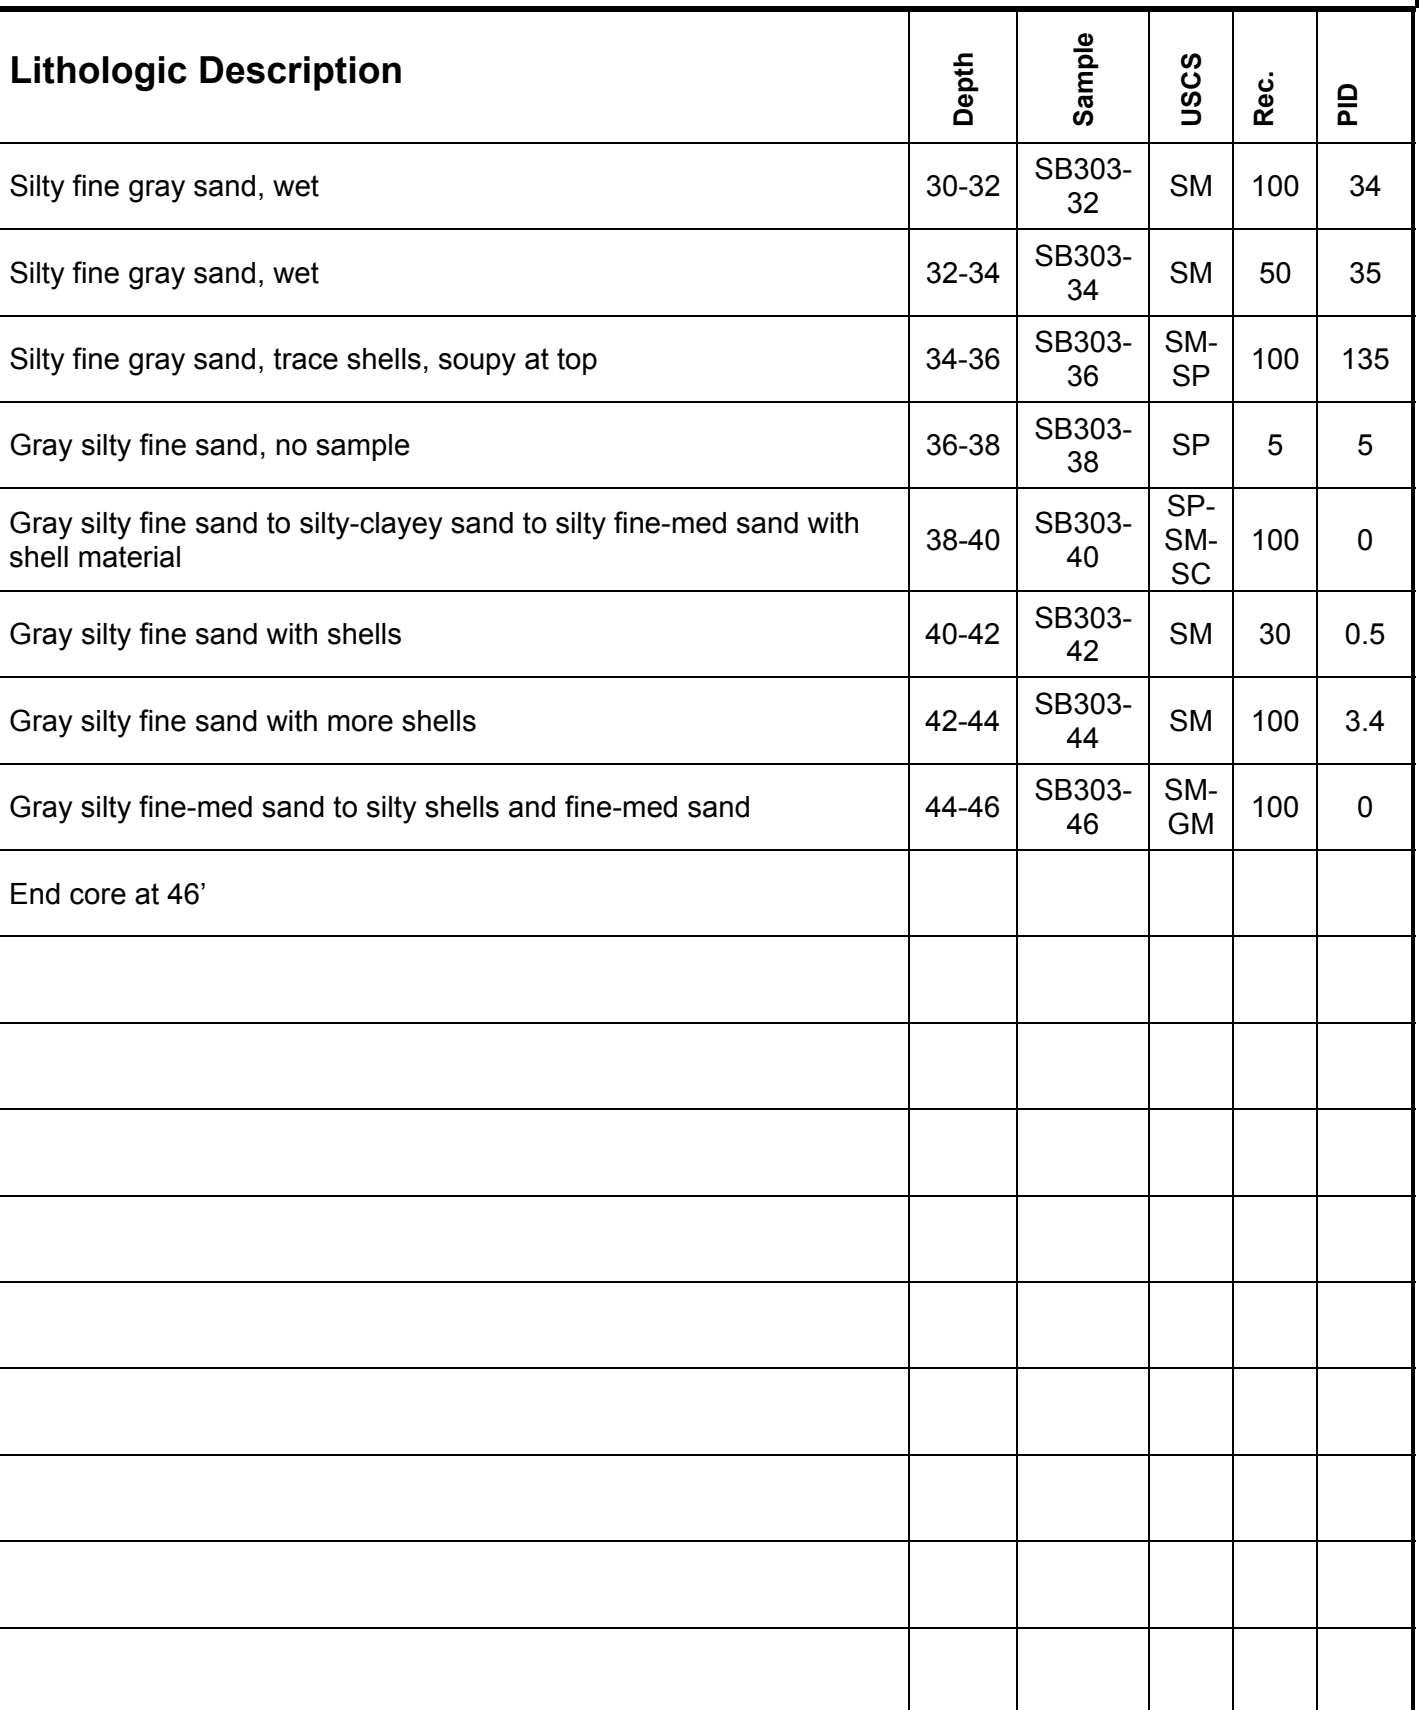 Lithologic Description Depth Sample USCS Rec. PID
Silty fine gray sand, wet 30-32 SB303-32 SM 100 34
Silty fine gray sand, wet 32-34 SB303-34 SM 50 35
Silty fine gray sand, trace shells, soupy at top 34-36 SB303-36 SM-SP 100 135
Gray silty fine sand, no sample 36-38 SB303-38 SP 5 5
Gray silty fine sand to silty-clayey sand to silty fine-med sand with
shell material 38-40 SB303-40 SP-SM-SC 100 0
Gray silty fine sand with shells 40-42 SB303-42 SM 30 0.5
Gray silty fine sand with more shells 42-44 SB303-44 SM 100 3.4
Gray silty fine-med sand to silty shells and fine-med sand 44-46 SB303-46 SM-GM 100 0
End core at 46’